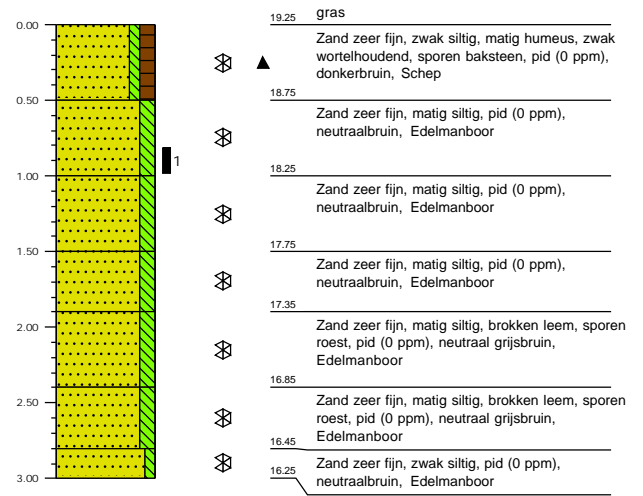 19.25 gras
0.00
Zand zeer fijn, zwak siltig, matig humeus, zwak
wortelhoudend, sporen baksteen, pid (0 ppm),
donkerbruin, Schep
0.50
18.75
Zand zeer fijn, matig siltig, pid (0 ppm),
neutraalbruin, Edelmanboor
1
1.00
18.25
Zand zeer fijn, matig siltig, pid (0 ppm),
neutraalbruin, Edelmanboor
1.50
17.75
Zand zeer fijn, matig siltig, pid (0 ppm),
neutraalbruin, Edelmanboor
17.35
2.00
Zand zeer fijn, matig siltig, brokken leem, sporen
roest, pid (0 ppm), neutraal grijsbruin,
Edelmanboor
16.85
2.50
Zand zeer fijn, matig siltig, brokken leem, sporen
roest, pid (0 ppm), neutraal grijsbruin,
Edelmanboor
16.45
Zand zeer fijn, zwak siltig, pid (0 ppm),
neutraalbruin, Edelmanboor
16.25
3.00